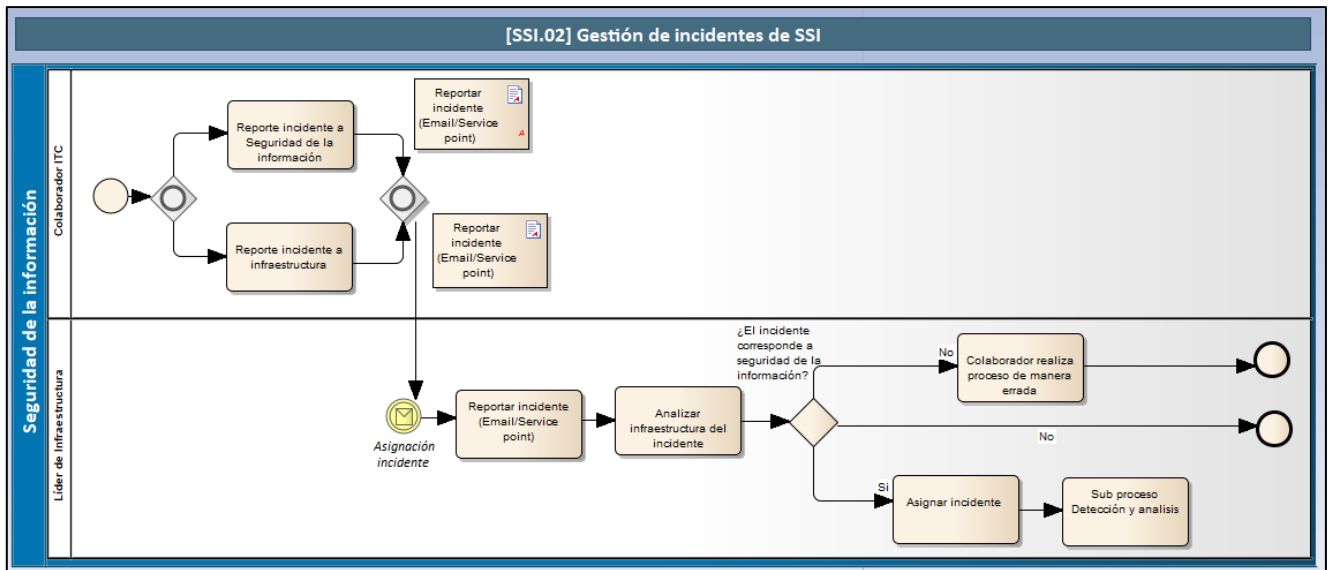 [SSI.02] Gestión de incidentes de SSI
Seguridad de la información
Colaborador ITC
Reporte incidente a
Seguridad de la
información
Reporte incidente a
infraestructura
Reportar
incidente
(Email/Service
point)
A
Reportar
incidente
(Email/Service
point)
Líder de Infraestructura
Asignación
incidente
Reportar incidente
(Email/Service
point)
Analizar
infraestructura del
incidente
¿El incidente
corresponde a
seguridad de la
información?
No
Colaborador realiza
proceso de manera
errada
No
Si
Asignar incidente
Sub proceso
Detección y analisis